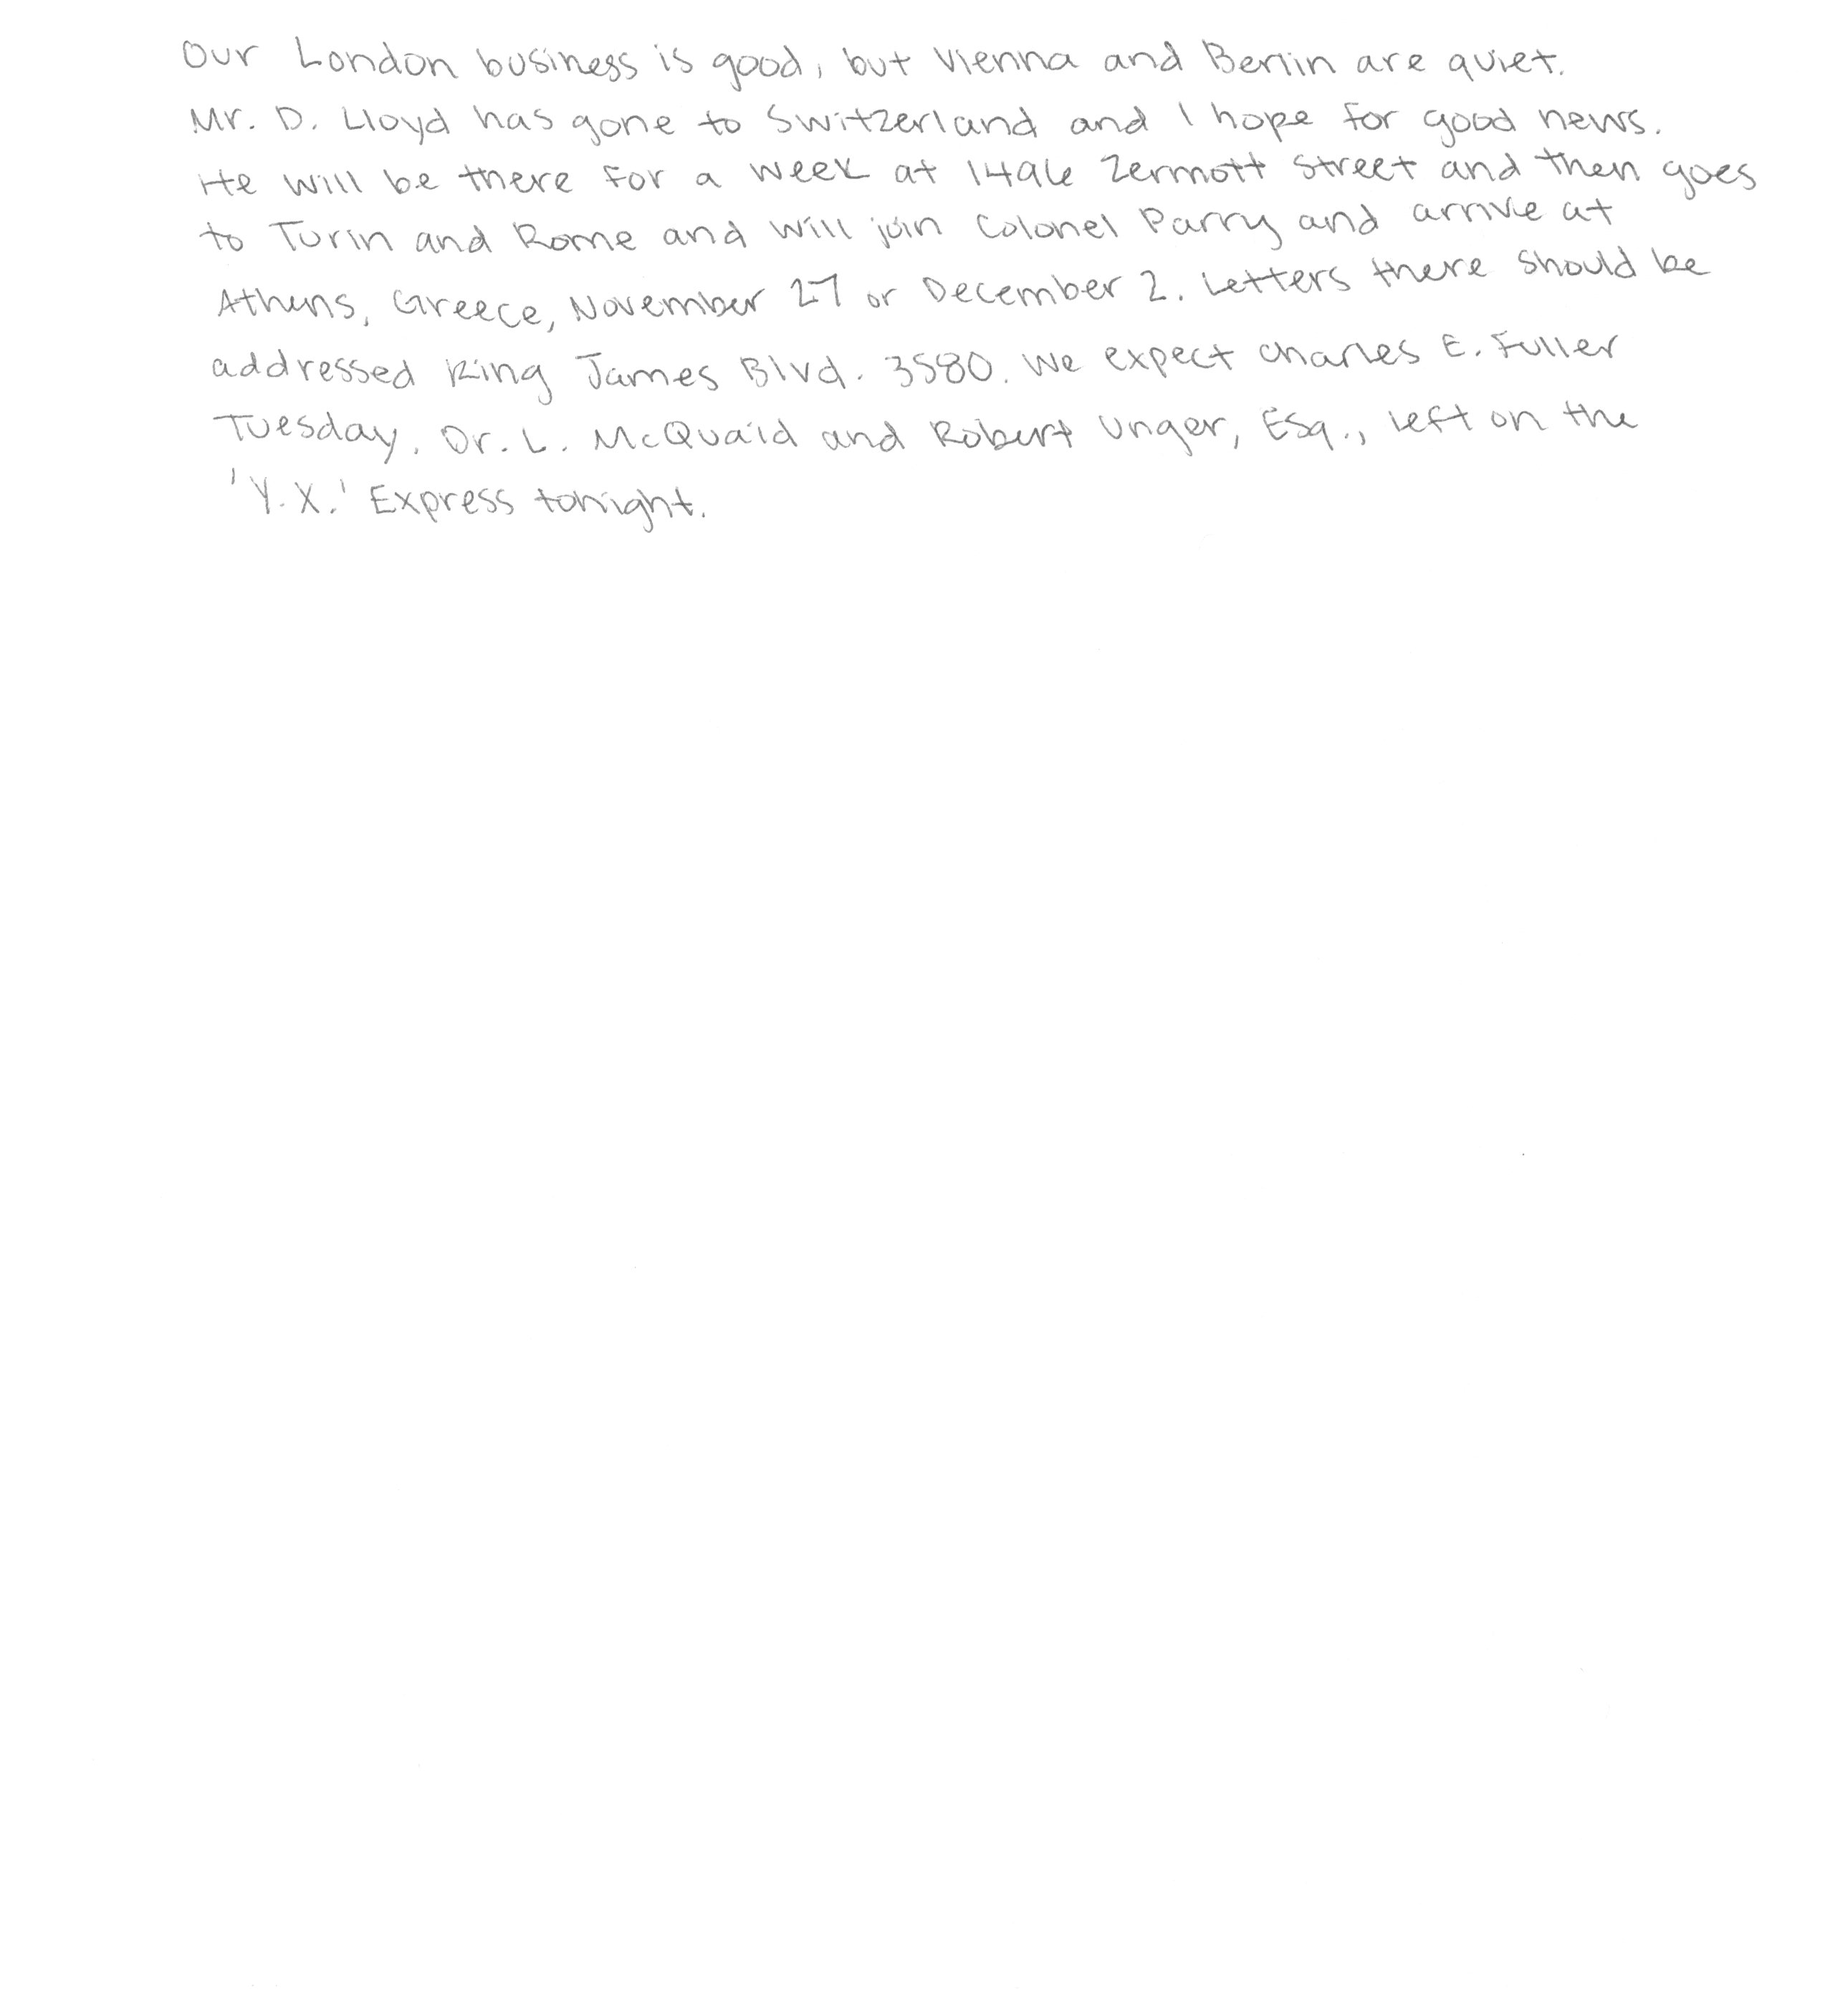 Our London business is good, but Vienna and Berlin are quiet.
Mr. D. Lloyd has gone to Switzerland and I hope for good news.
He will be there for a week at 1496 Zermott Street and then goes
to Turin and Rome and will join Colonel Parry and arrive at
Athens, Greece, November 27 or December 2. Letters there should be
addressed King James Blvd. 3580. We expect Charles E. Fuller
Tuesday. Dr. L. McQuaid and Robert Unger, Esq., left on the
'Y.X.' Express tonight.